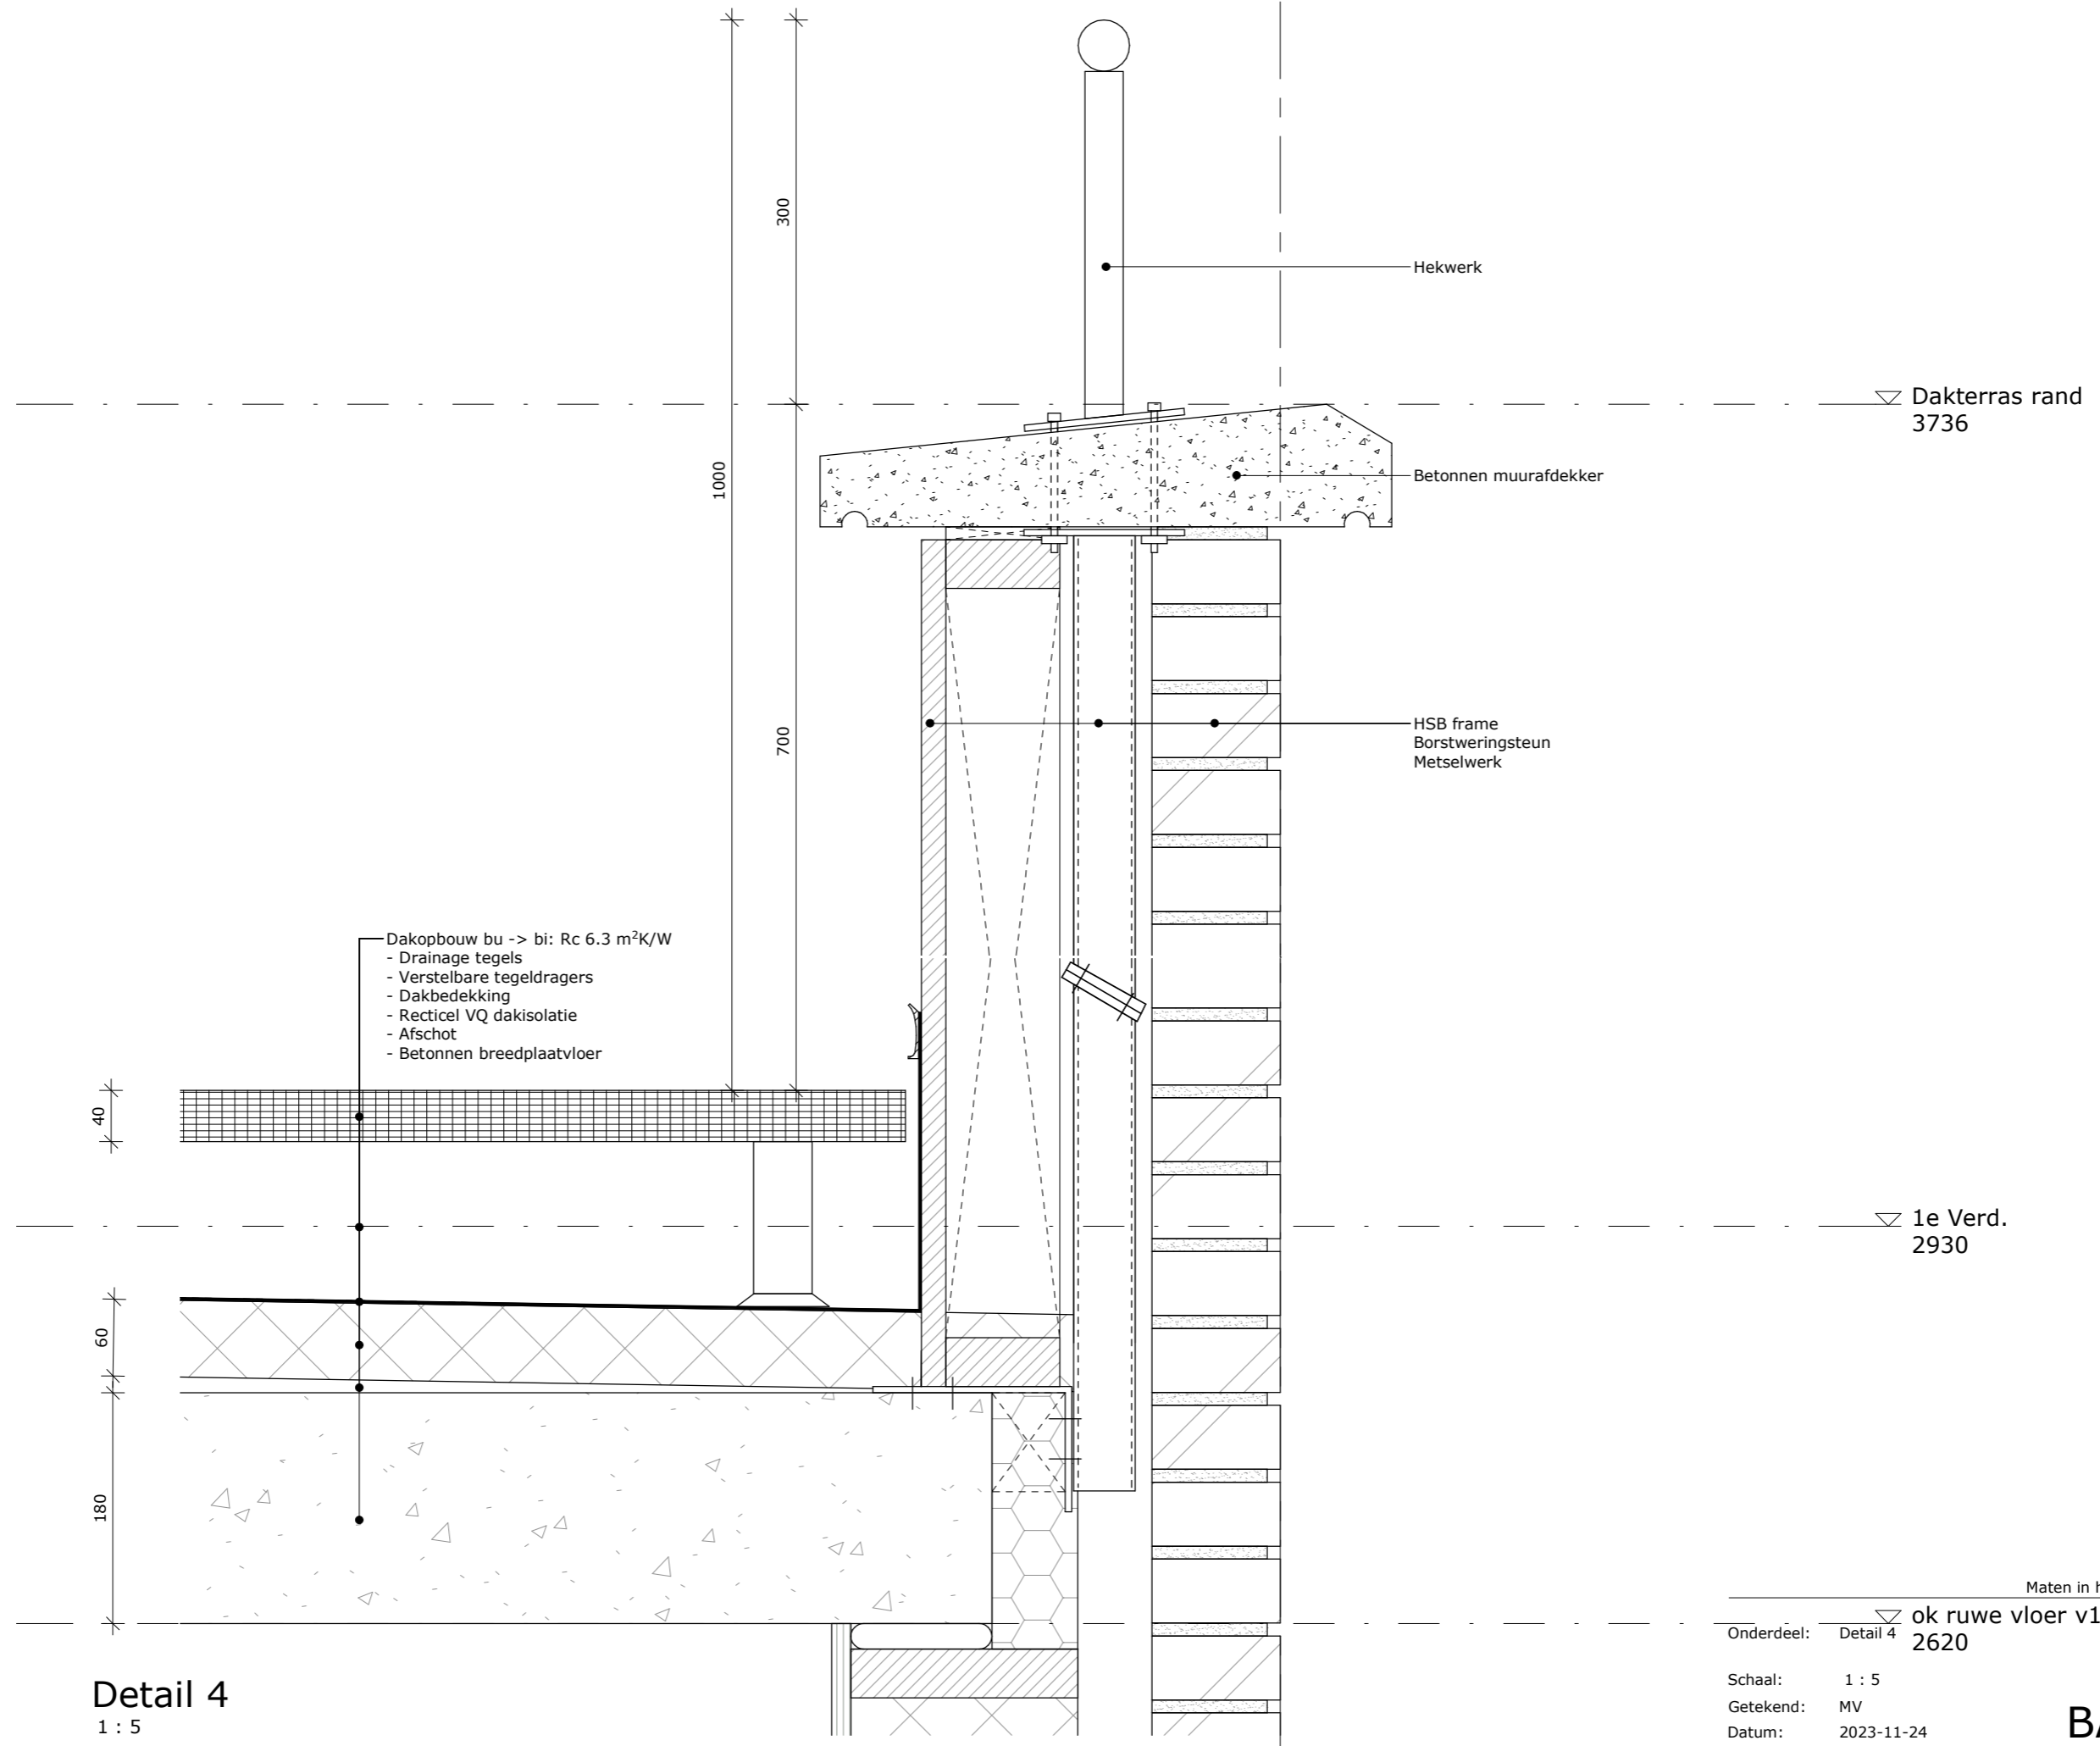 300
Hekwerk
Dakterras rand
3736
1000
Betonnen muurafdekker
700
HSB frame
Borstweringsteun
Metselwerk
Dakopbouw bu -> bi: Rc 6.3 m²K/W
- Drainage tegels
- Verstelbare tegeldragers
- Dakbedekking
- Recticel VQ dakisolatie
- Afschot
- Betonnen breedplaatvloer
40
1e Verd.
2930
60
180
Maten in h
ok ruwe vloer v1
2620
Onderdeel: Detail 4
Schaal: 1 : 5
Getekend: MV
Datum: 2023-11-24
Detail 4
1 : 5